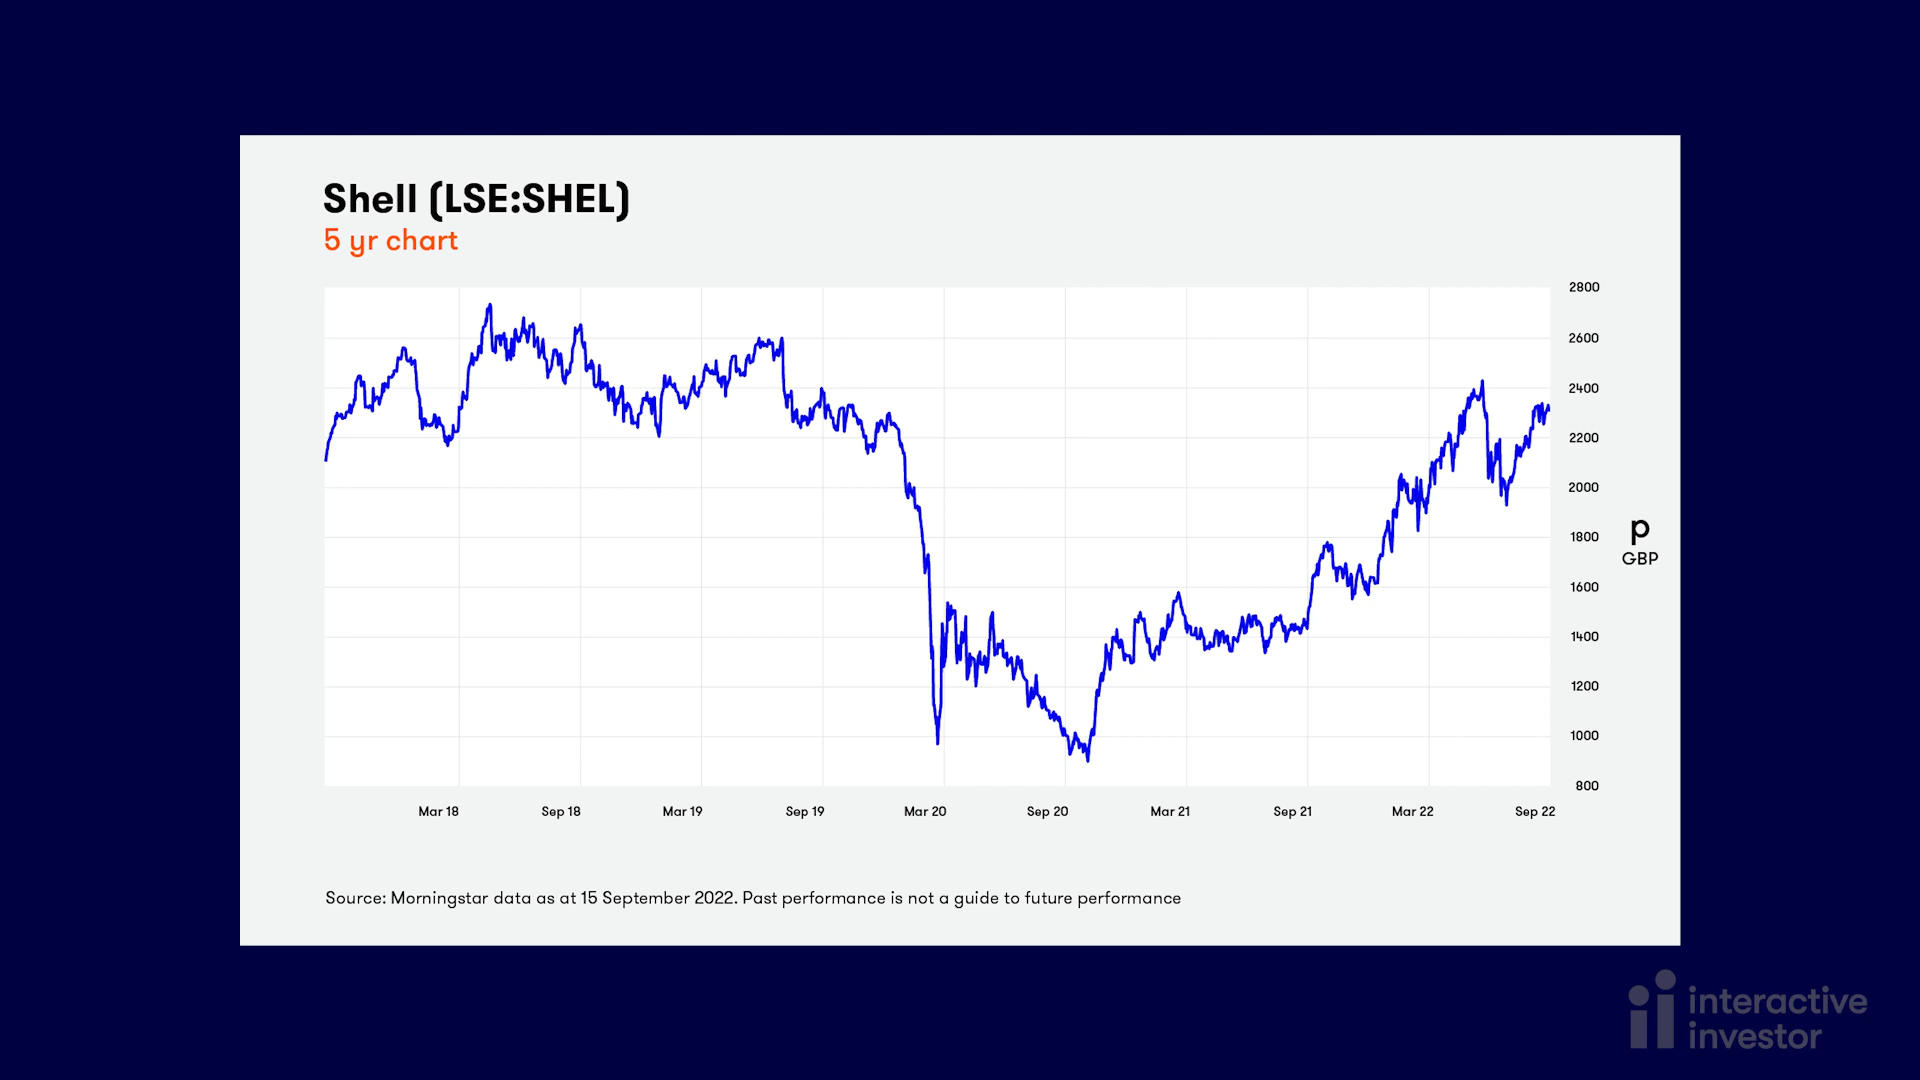 Shell (LSE:SHEL)
5 yr chart
2800
2600
2400
2200
2000
1800
1600
1400
1200
1000
800
p
GBP
Mar 18 Sep 18 Mar 19 Sep 19 Mar 20 Sep 20 Mar 21 Sep 21 Mar 22 Sep 22
Source: Morningstar data as at 15 September 2022. Past performance is not a guide to future performance
ii interactive
investor